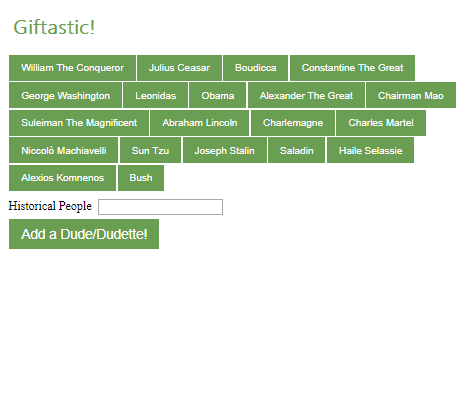 Giftastic!
William The Conqueror Julius Ceasar Boudicca Constantine The Great
George Washington Leonidas Obama Alexander The Great Chairman Mao
Suleiman The Magnificent Abraham Lincoln Charlemagne Charles Martel
Niccolò Machiavelli Sun Tzu Joseph Stalin Saladin Haile Selassie
Alexios Komnenos Bush
Historical People
Add a Dude/Dudette!